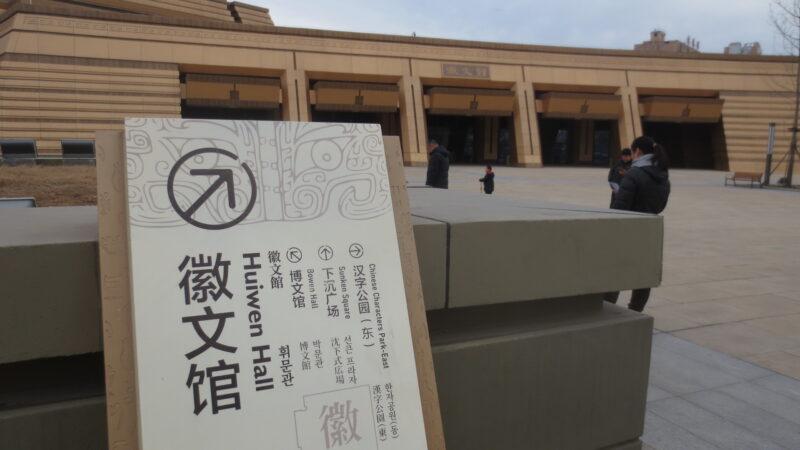 徽文馆
Huiwen Hall
徽文館
휘문관
博文馆
Bowen Hall
박문관
博文館
下沉广场
Sunken Square
선큰 프라자
沈下式広場
汉字公园（东）
Chinese Characters Park-East
한자공원(동)
漢字公園(東)
徽